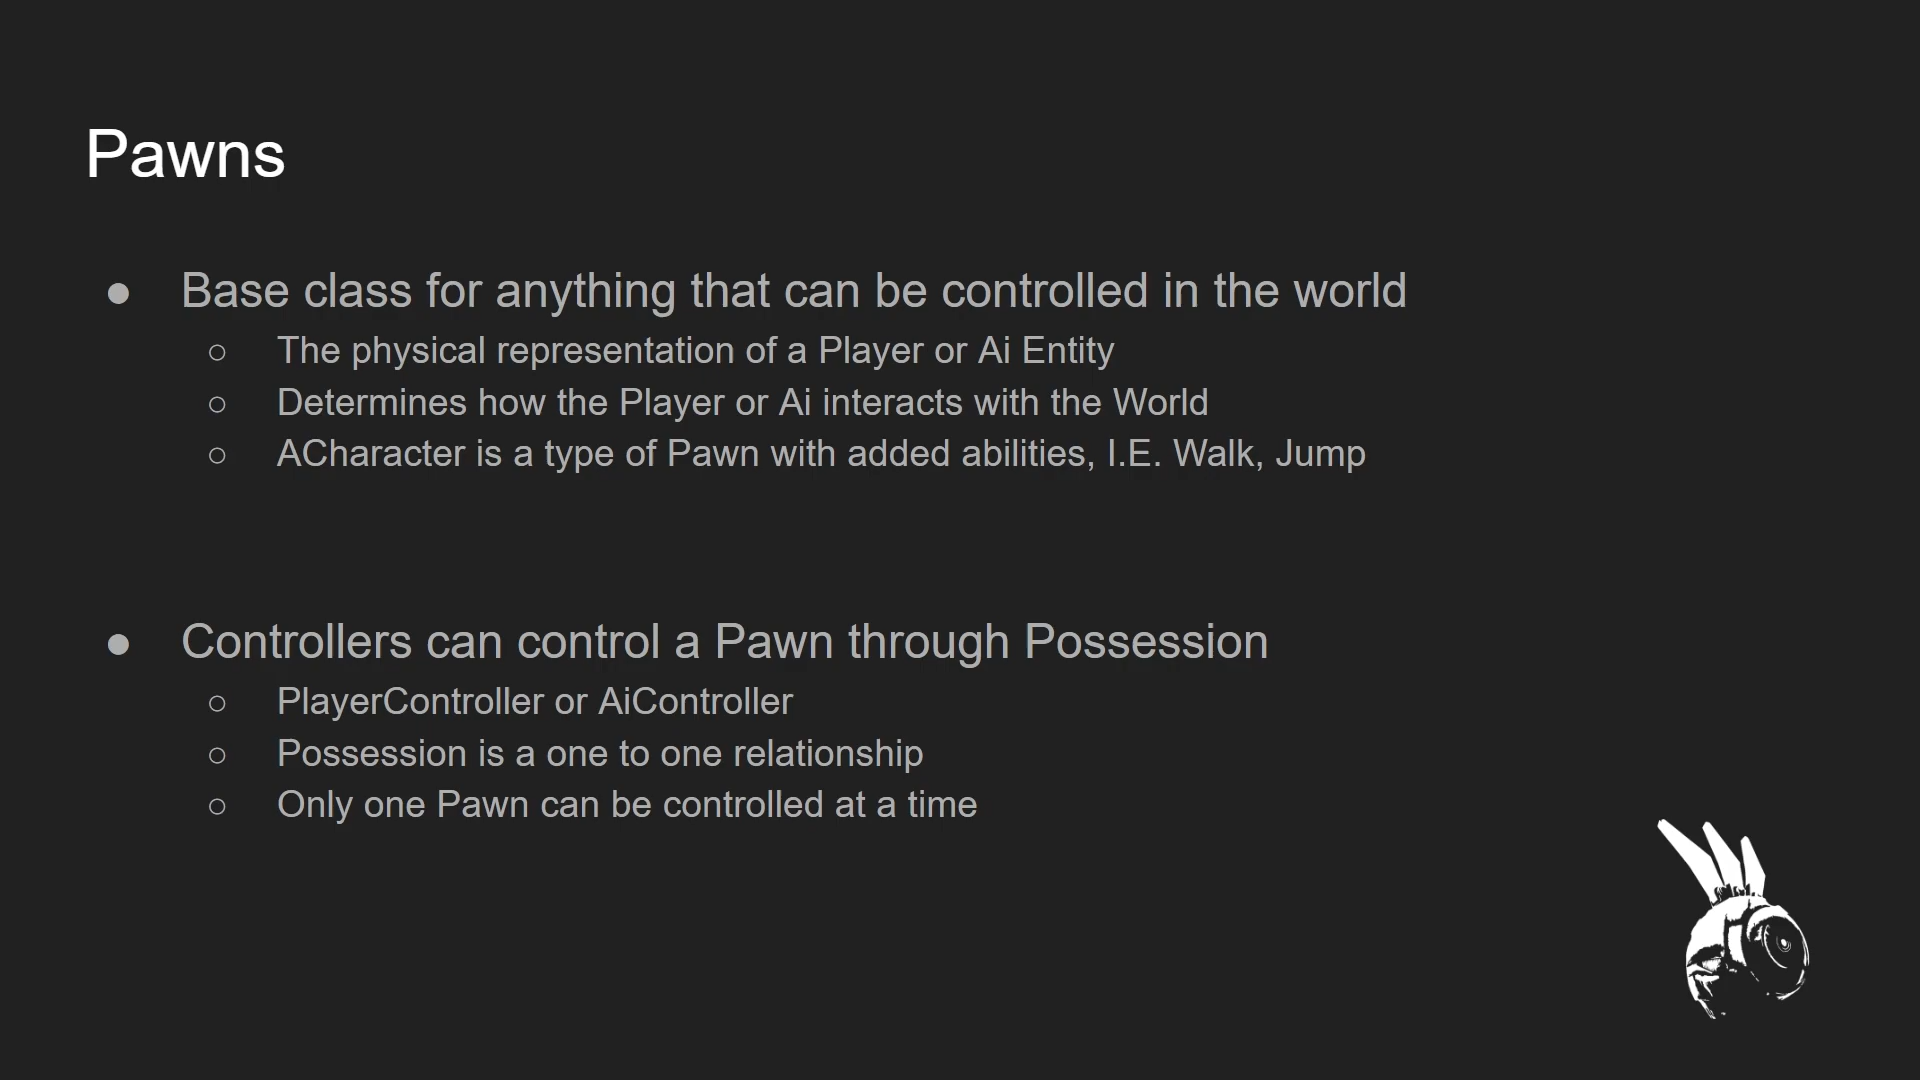 Pawns
● Base class for anything that can be controlled in the world
○ The physical representation of a Player or Ai Entity
○ Determines how the Player or Ai interacts with the World
○ ACharacter is a type of Pawn with added abilities, I.E. Walk, Jump
● Controllers can control a Pawn through Possession
○ PlayerController or AiController
○ Possession is a one to one relationship
○ Only one Pawn can be controlled at a time